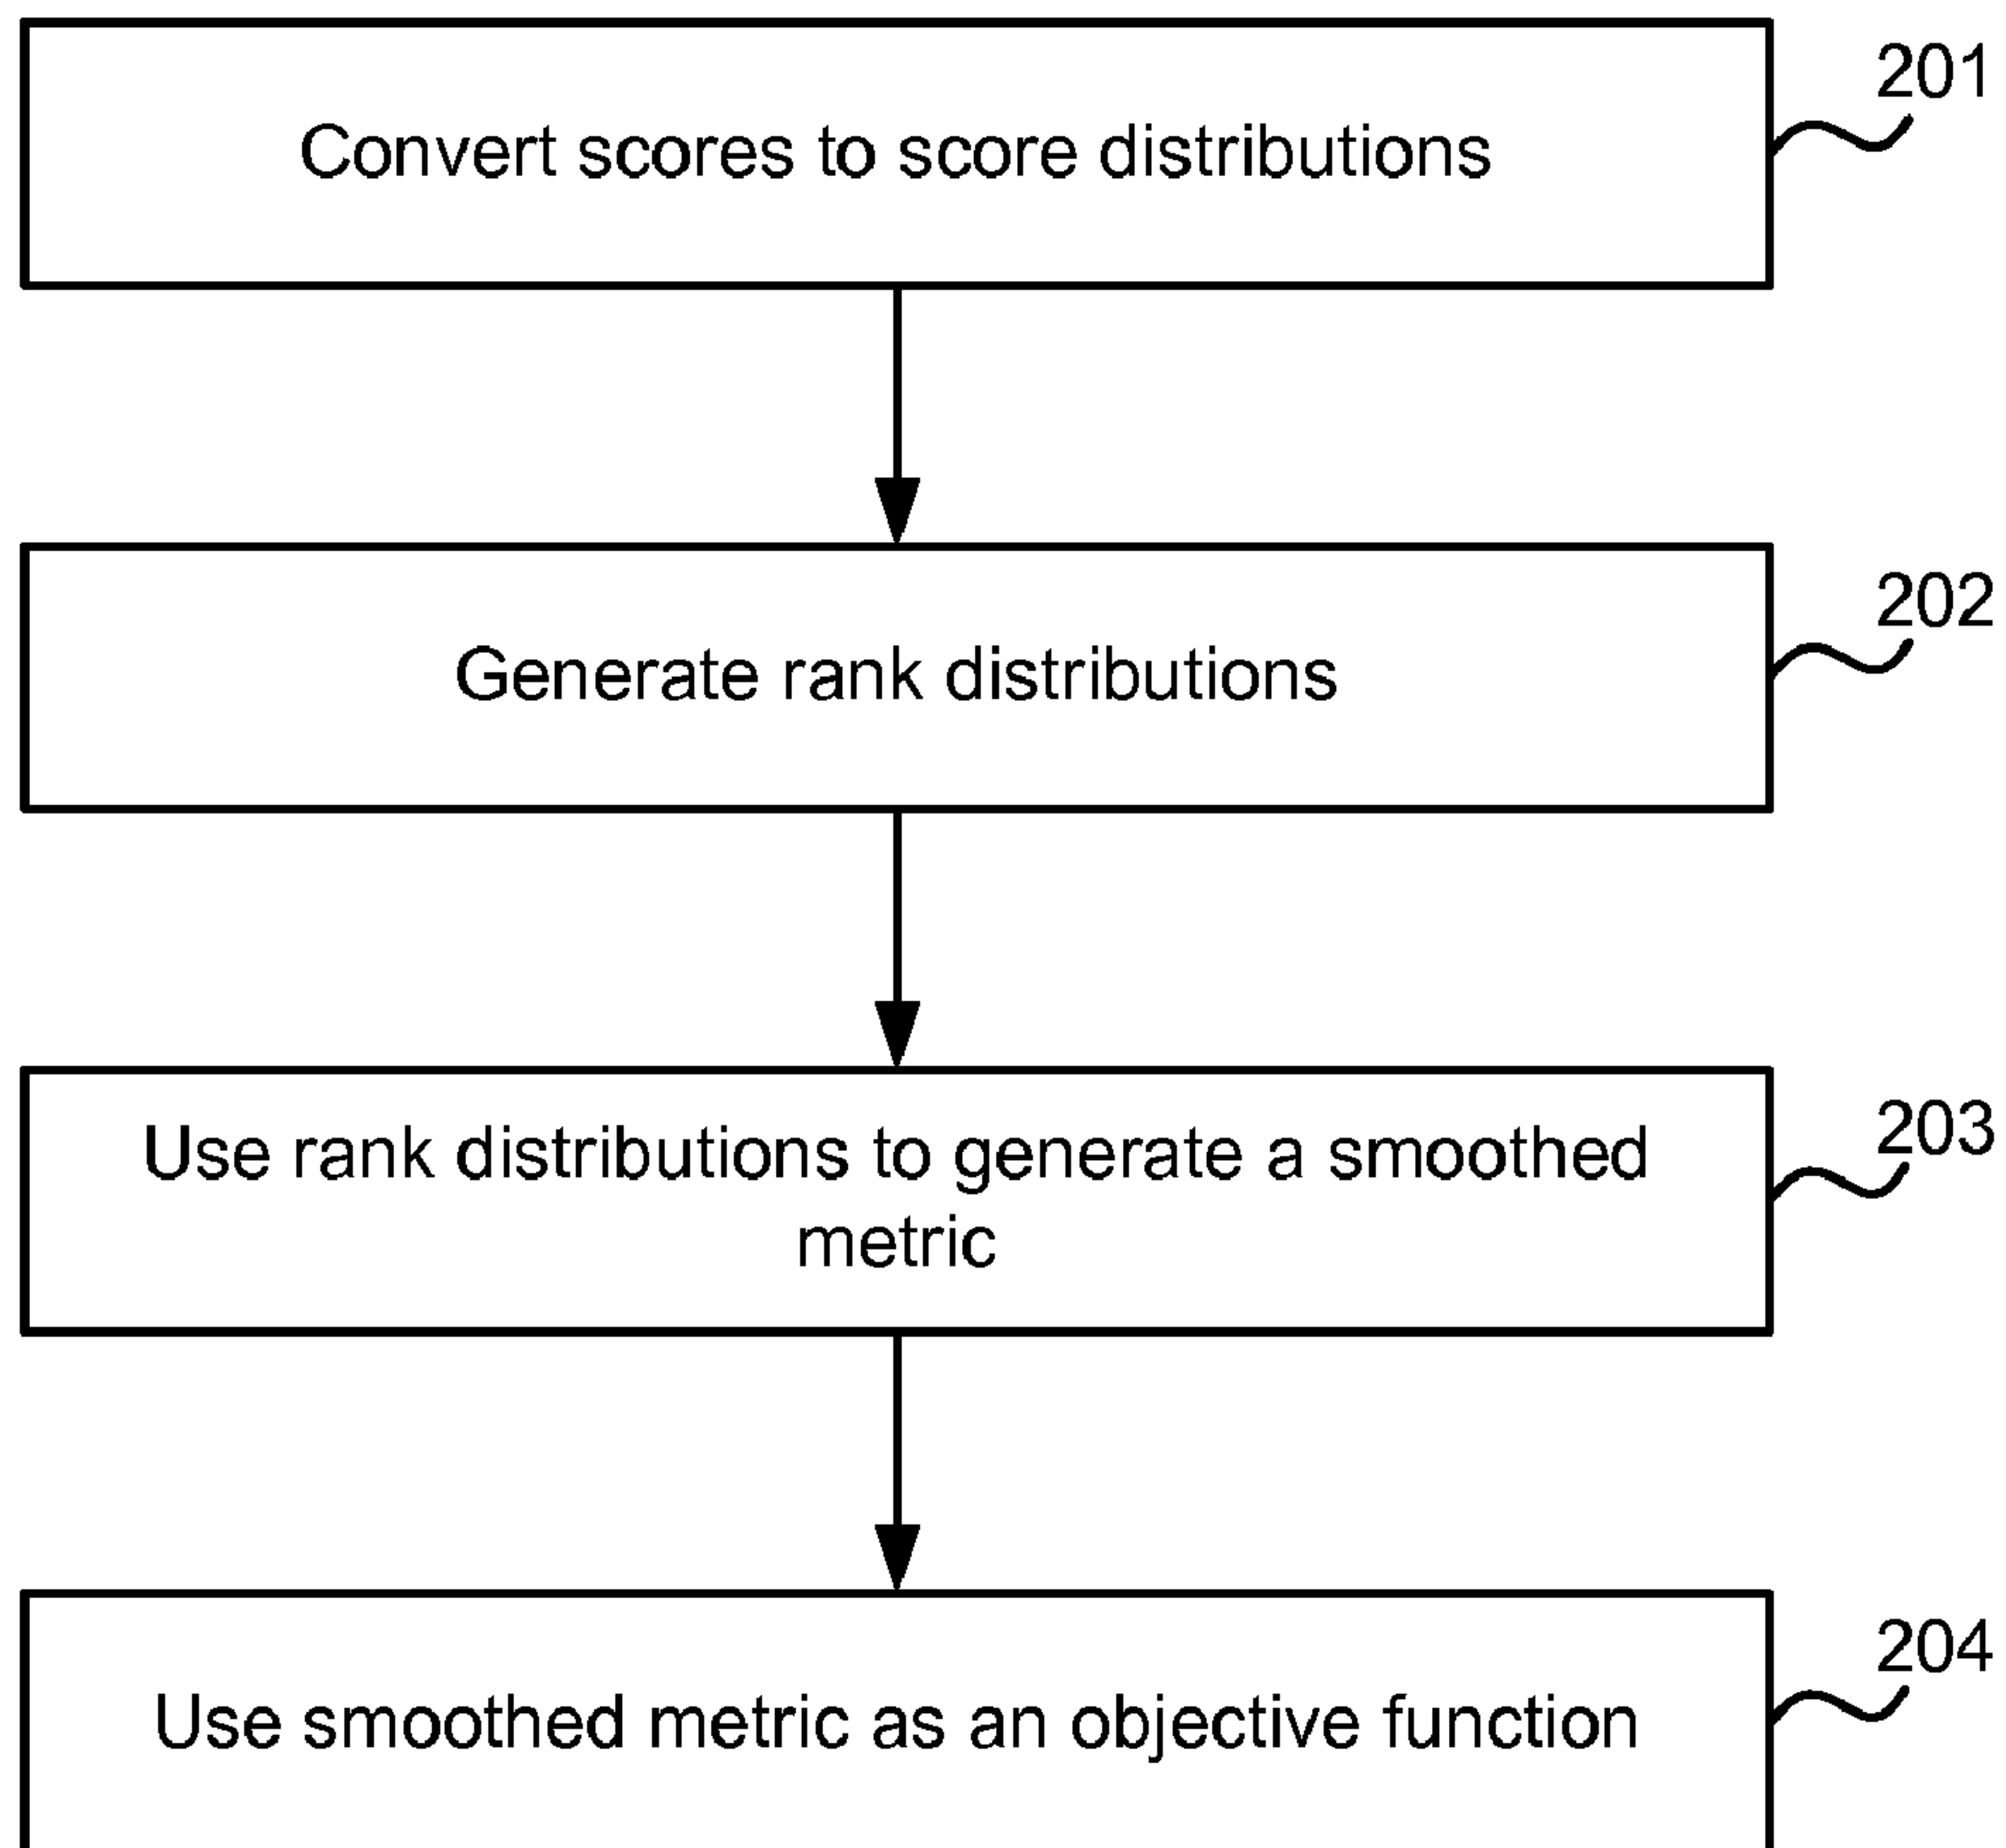 201
Convert scores to score distributions
202
Generate rank distributions
203
Use rank distributions to generate a smoothed
metric
204
Use smoothed metric as an objective function